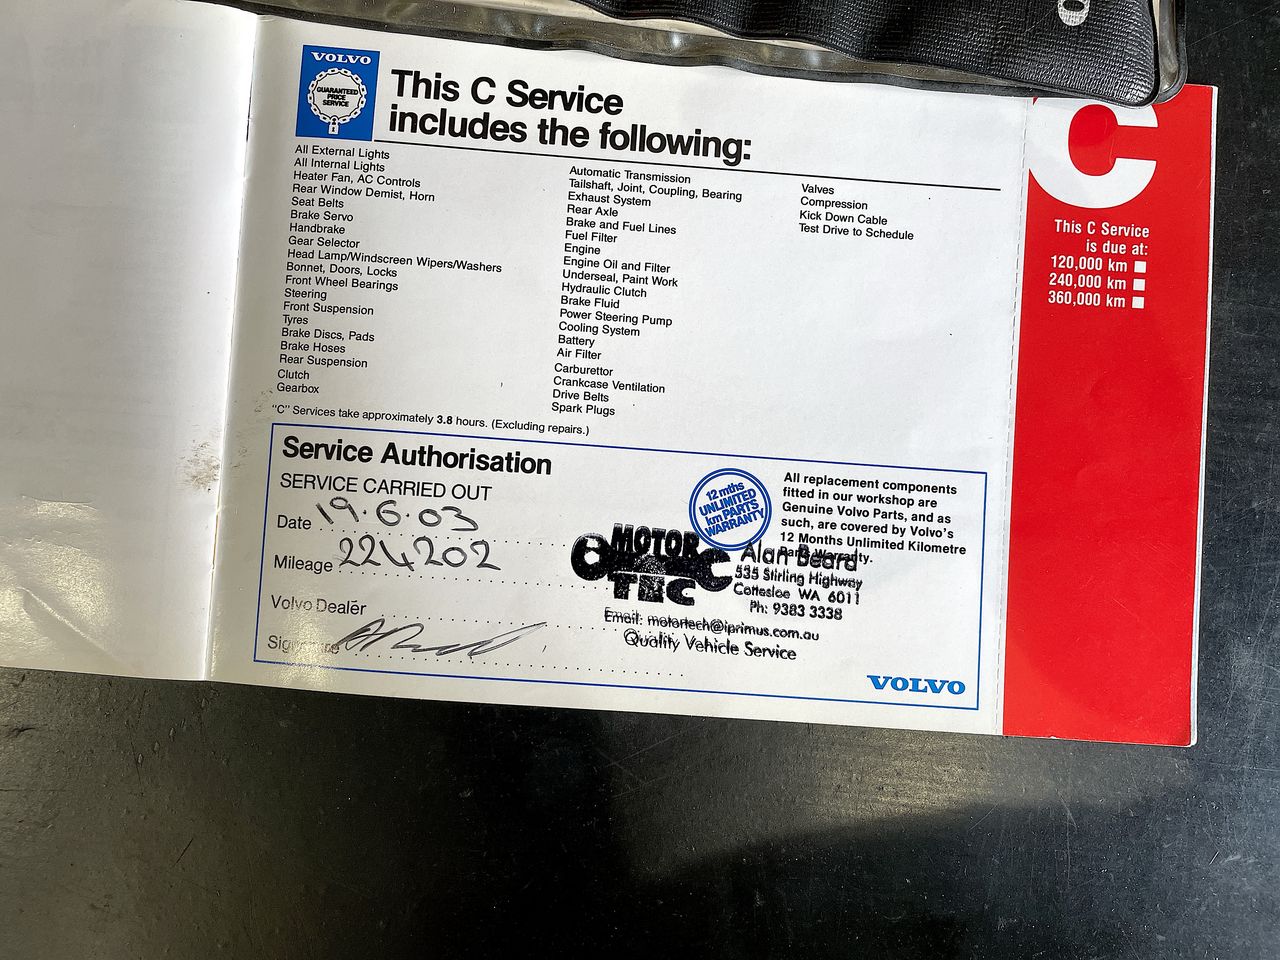 VOLVO
GUARANTEED
PRICE
SERVICE
This C Service
includes the following:
All External Lights
All Internal Lights
Heater Fan, AC Controls
Rear Window Demist, Horn
Seat Belts
Brake Servo
Handbrake
Gear Selector
Head Lamp/Windscreen Wipers/Washers
Bonnet, Doors, Locks
Front Wheel Bearings
Steering
Front Suspension
Tyres
Brake Discs, Pads
Brake Hoses
Rear Suspension
Clutch
Gearbox
Automatic Transmission
Tailshaft, Joint, Coupling, Bearing
Exhaust System
Rear Axle
Brake and Fuel Lines
Fuel Filter
Engine
Engine Oil and Filter
Underseal, Paint Work
Hydraulic Clutch
Brake Fluid
Power Steering Pump
Cooling System
Battery
Air Filter
Carburettor
Crankcase Ventilation
Drive Belts
Spark Plugs
Valves
Compression
Kick Down Cable
Test Drive to Schedule
"C" Services take approximately 3.8 hours. (Excluding repairs.)
C
This C Service
is due at:
120,000 km
240,000 km
360,000 km
Service Authorisation
SERVICE CARRIED OUT
Date 19.6.03
Mileage 224202
Volvo Dealer
Signature
12 mths
UNLIMITED
km PARTS
WARRANTY
All replacement components
fitted in our workshop are
Genuine Volvo Parts, and as
such, are covered by Volvo's
12 Months Unlimited Kilometre
Parts Warranty.
MOTOR
TEC
Alan Beard
535 Stirling Highway
Cottesloe WA 6011
Ph: 9383 3338
Email: motortech@iprimus.com.au
Quality Vehicle Service
VOLVO